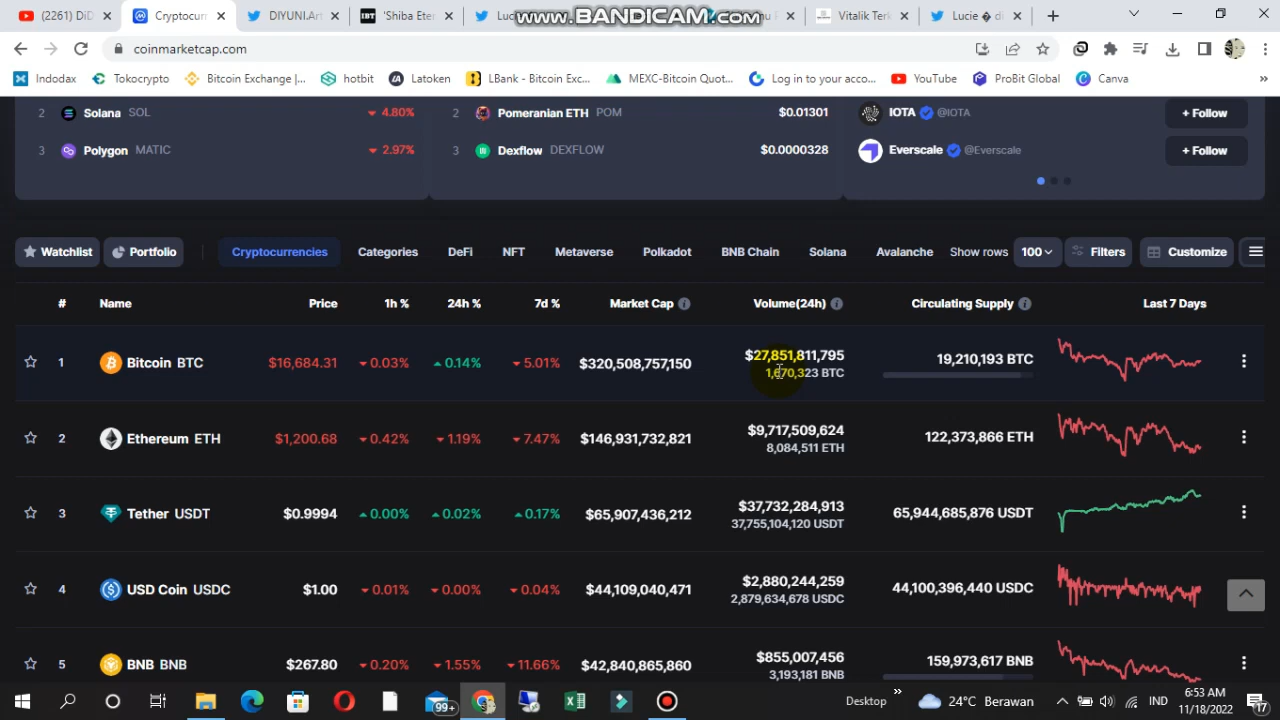 (2261) DiD
Cryptocurr
DIYUNI.Art
'Shiba Eter
Luc
www.BANDICAM.com
Vitalik Terk
Lucie � di
coinmarketcap.com
Indodax
Tokocrypto
Bitcoin Exchange |...
hotbit
Latoken
LBank - Bitcoin Exc...
MEXC-Bitcoin Quot...
Log in to your acco...
YouTube
ProBit Global
Canva
»
2 Solana SOL 4.80%
2 Pomeranian ETH POM $0.01301
IOTA @IOTA + Follow
3 Polygon MATIC 2.97%
3 Dexflow DEXFLOW $0.0000328
Everscale @Everscale + Follow
Watchlist Portfolio Cryptocurrencies Categories DeFi NFT Metaverse Polkadot BNB Chain Solana Avalanche Show rows 100 Filters Customize
# Name Price 1h % 24h % 7d % Market Cap Volume(24h) Circulating Supply Last 7 Days
1 Bitcoin BTC $16,684.31 0.03% 0.14% 5.01% $320,508,757,150 $27,851,811,795 19,210,193 BTC
1,670,323 BTC
2 Ethereum ETH $1,200.68 0.42% 1.19% 7.47% $146,931,732,821 $9,717,509,624 122,373,866 ETH
8,084,511 ETH
3 Tether USDT $0.9994 0.00% 0.02% 0.17% $65,907,436,212 $37,732,284,913 65,944,685,876 USDT
37,755,104,120 USDT
4 USD Coin USDC $1.00 0.01% 0.00% 0.04% $44,109,040,471 $2,880,244,259 44,100,396,440 USDC
2,879,634,678 USDC
5 BNB BNB $267.80 0.20% 1.55% 11.66% $42,840,865,860 $855,007,456 159,973,617 BNB
3,193,181 BNB
99+
Desktop
»
24°C Berawan
IND
6:53 AM
11/18/2022
17